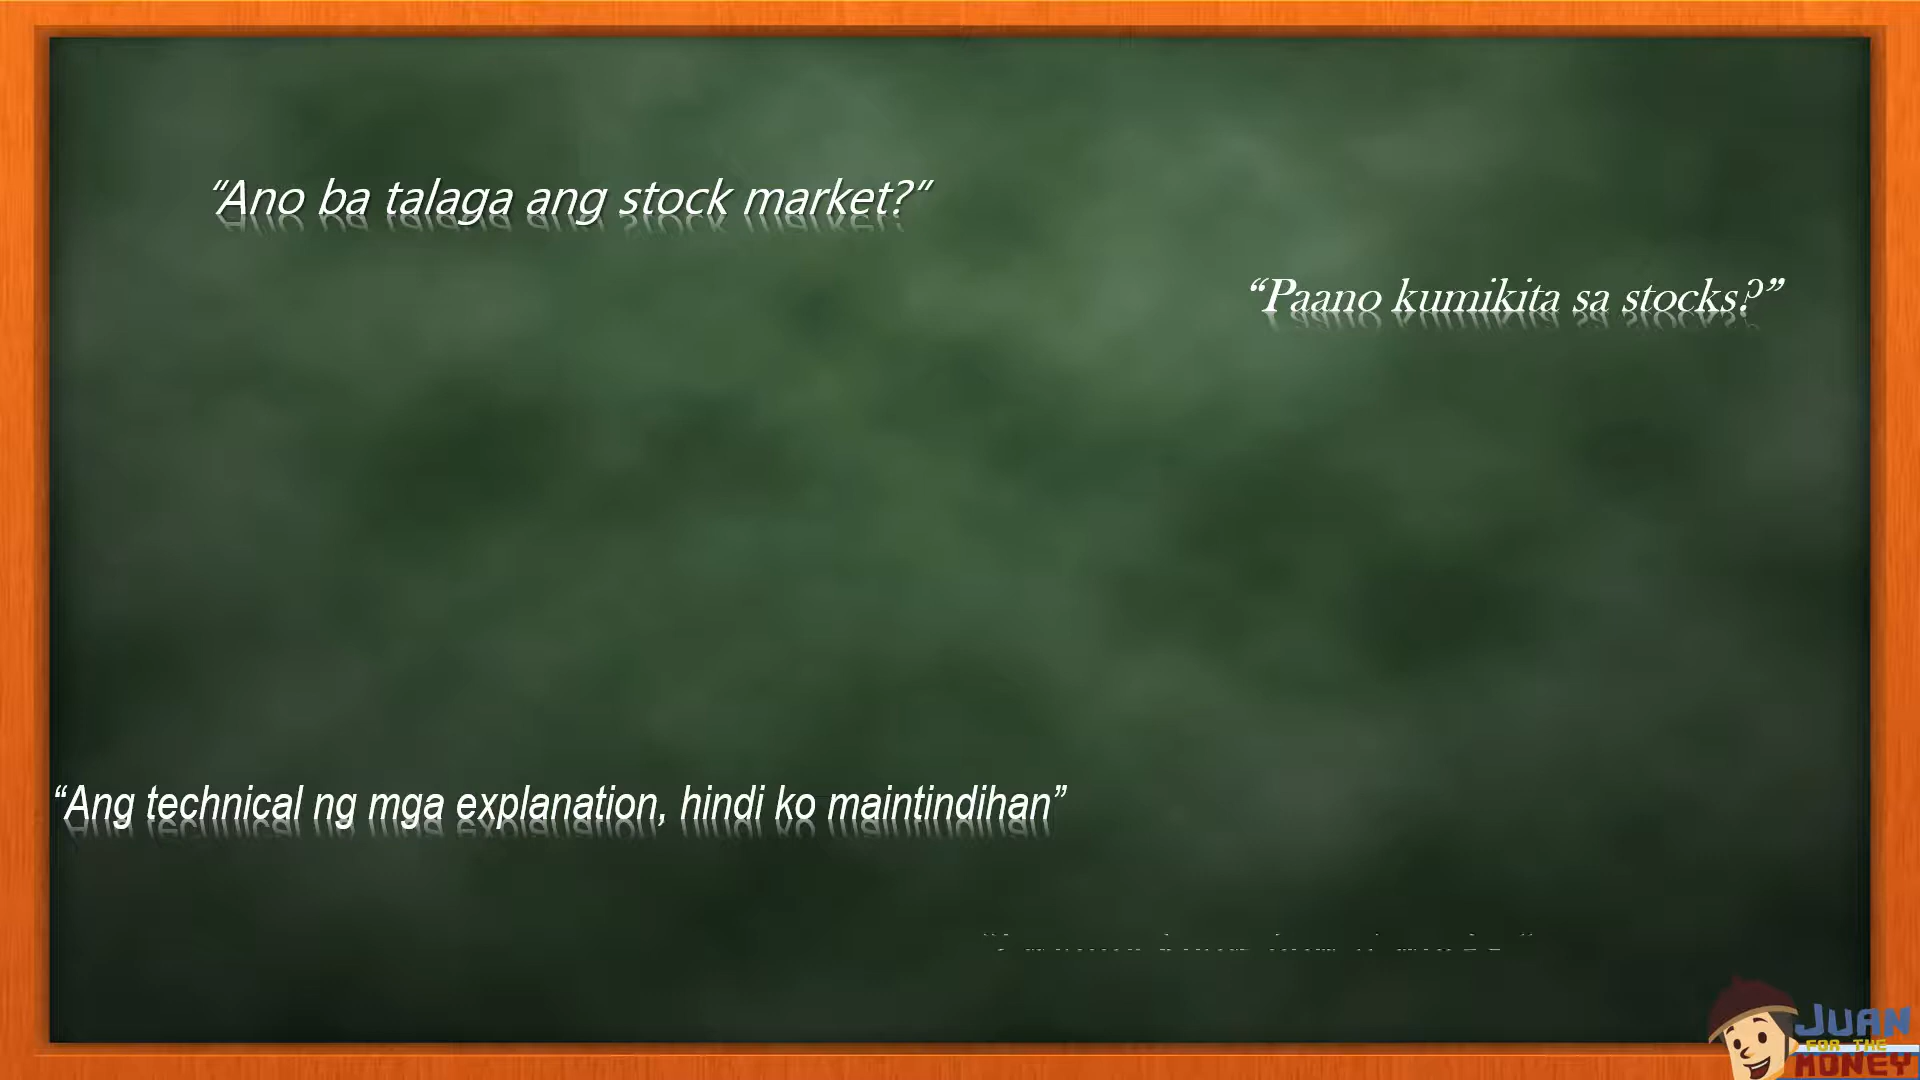 “Ano ba talaga ang stock market?”
“Paano kumikita sa stocks?”
“Ang technical ng mga explanation, hindi ko maintindihan”
JUAN
FOR THE
MONEY